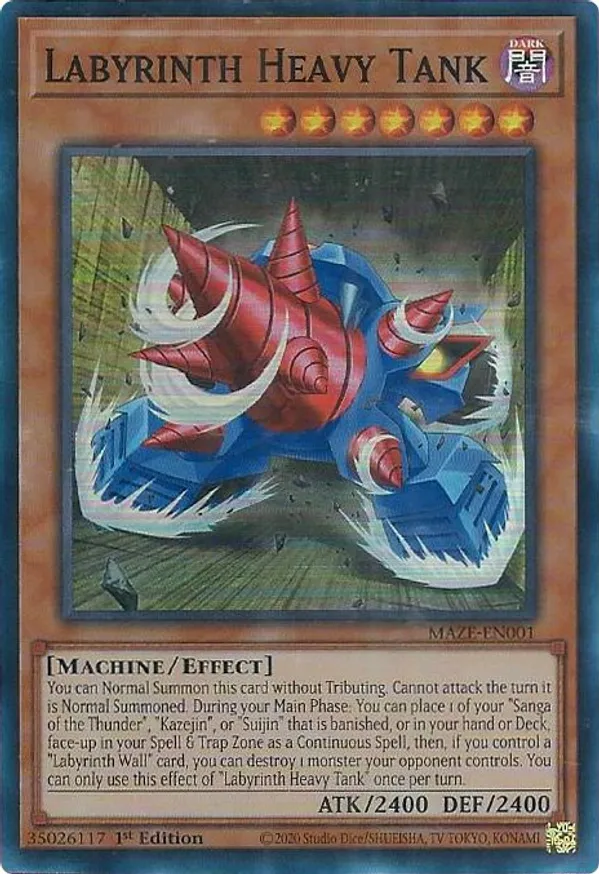 LABYRINTH HEAVY TANK
DARK
闇
MAZE-EN001
[MACHINE/EFFECT]
You can Normal Summon this card without Tributing. Cannot attack the turn it
is Normal Summoned. During your Main Phase: You can place 1 of your "Sanga
of the Thunder", "Kazejin", or "Suijin" that is banished, or in your hand or Deck,
face-up in your Spell & Trap Zone as a Continuous Spell, then, if you control a
"Labyrinth Wall" card, you can destroy 1 monster your opponent controls. You
can only use this effect of "Labyrinth Heavy Tank" once per turn.
ATK/2400 DEF/2400
35026117 1st Edition ©2020 Studio Dice/SHUEISHA, TV TOKYO, KONAMI